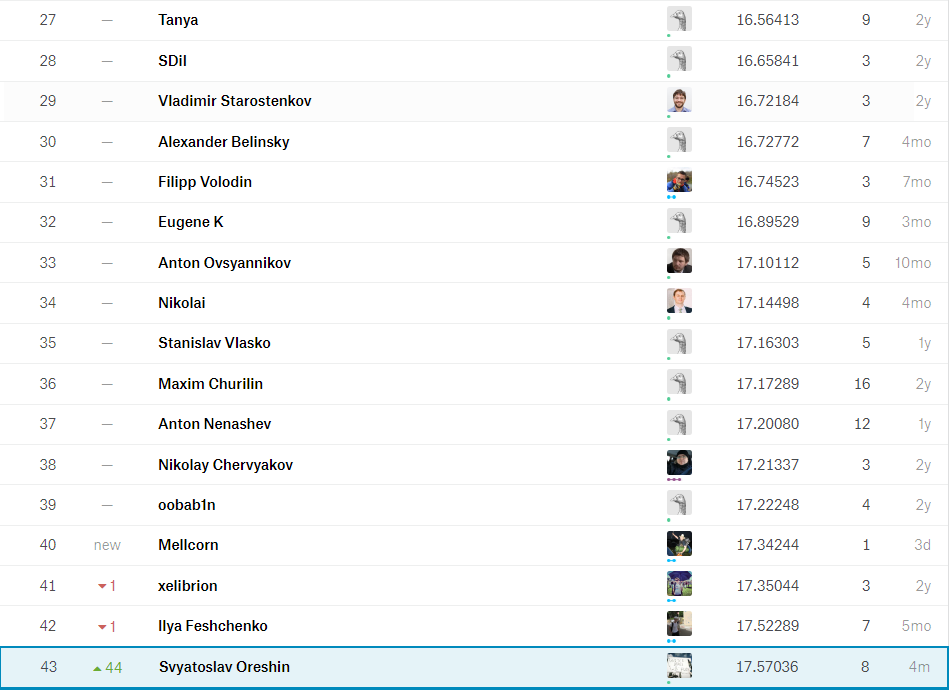 27 — Tanya 16.56413 9 2y
28 — SDil 16.65841 3 2y
29 — Vladimir Starostenkov 16.72184 3 2y
30 — Alexander Belinsky 16.72772 7 4mo
31 — Filipp Volodin 16.74523 3 7mo
32 — Eugene K 16.89529 9 3mo
33 — Anton Ovsyannikov 17.10112 5 10mo
34 — Nikolai 17.14498 4 4mo
35 — Stanislav Vlasko 17.16303 5 1y
36 — Maxim Churilin 17.17289 16 2y
37 — Anton Nenashev 17.20080 12 1y
38 — Nikolay Chervyakov 17.21337 3 2y
39 — oobab1n 17.22248 4 2y
40 new Mellcorn 17.34244 1 3d
41 1 xelibrion 17.35044 3 2y
42 1 Ilya Feshchenko 17.52289 7 5mo
43 44 Svyatoslav Oreshin 17.57036 8 4m